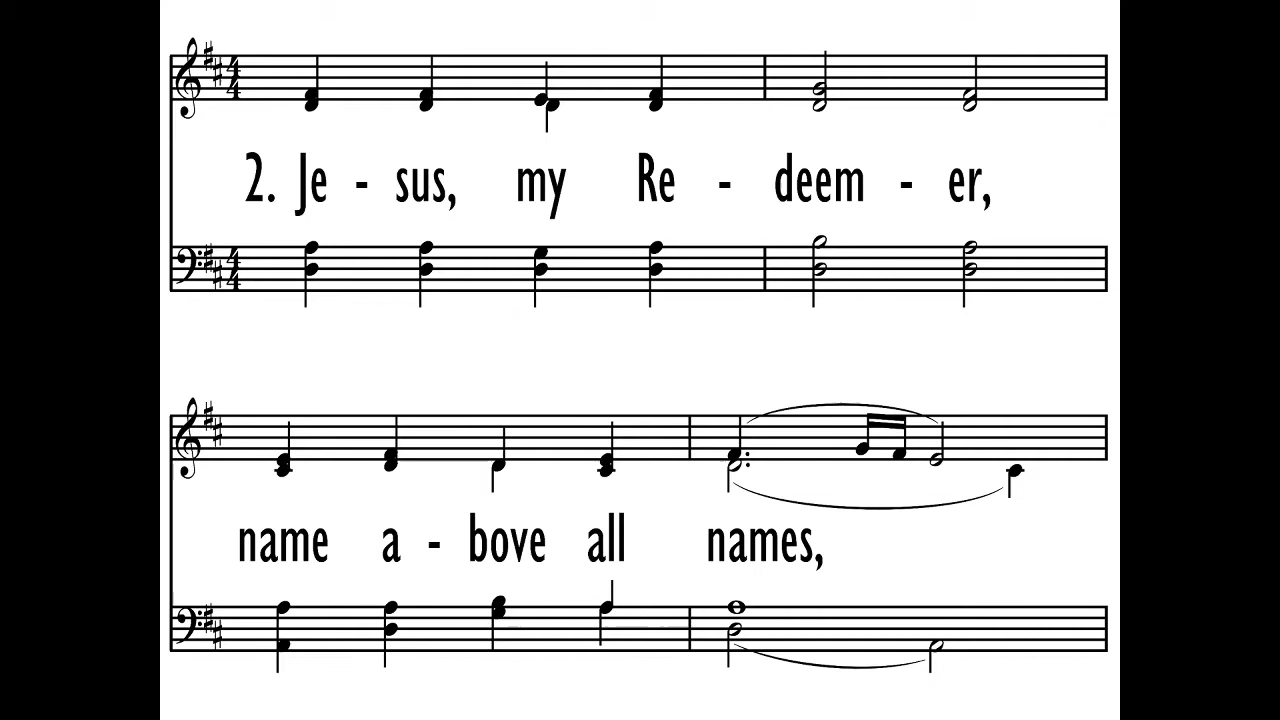 2. Je - sus, my Re - deem - er,
name a - bove all names,